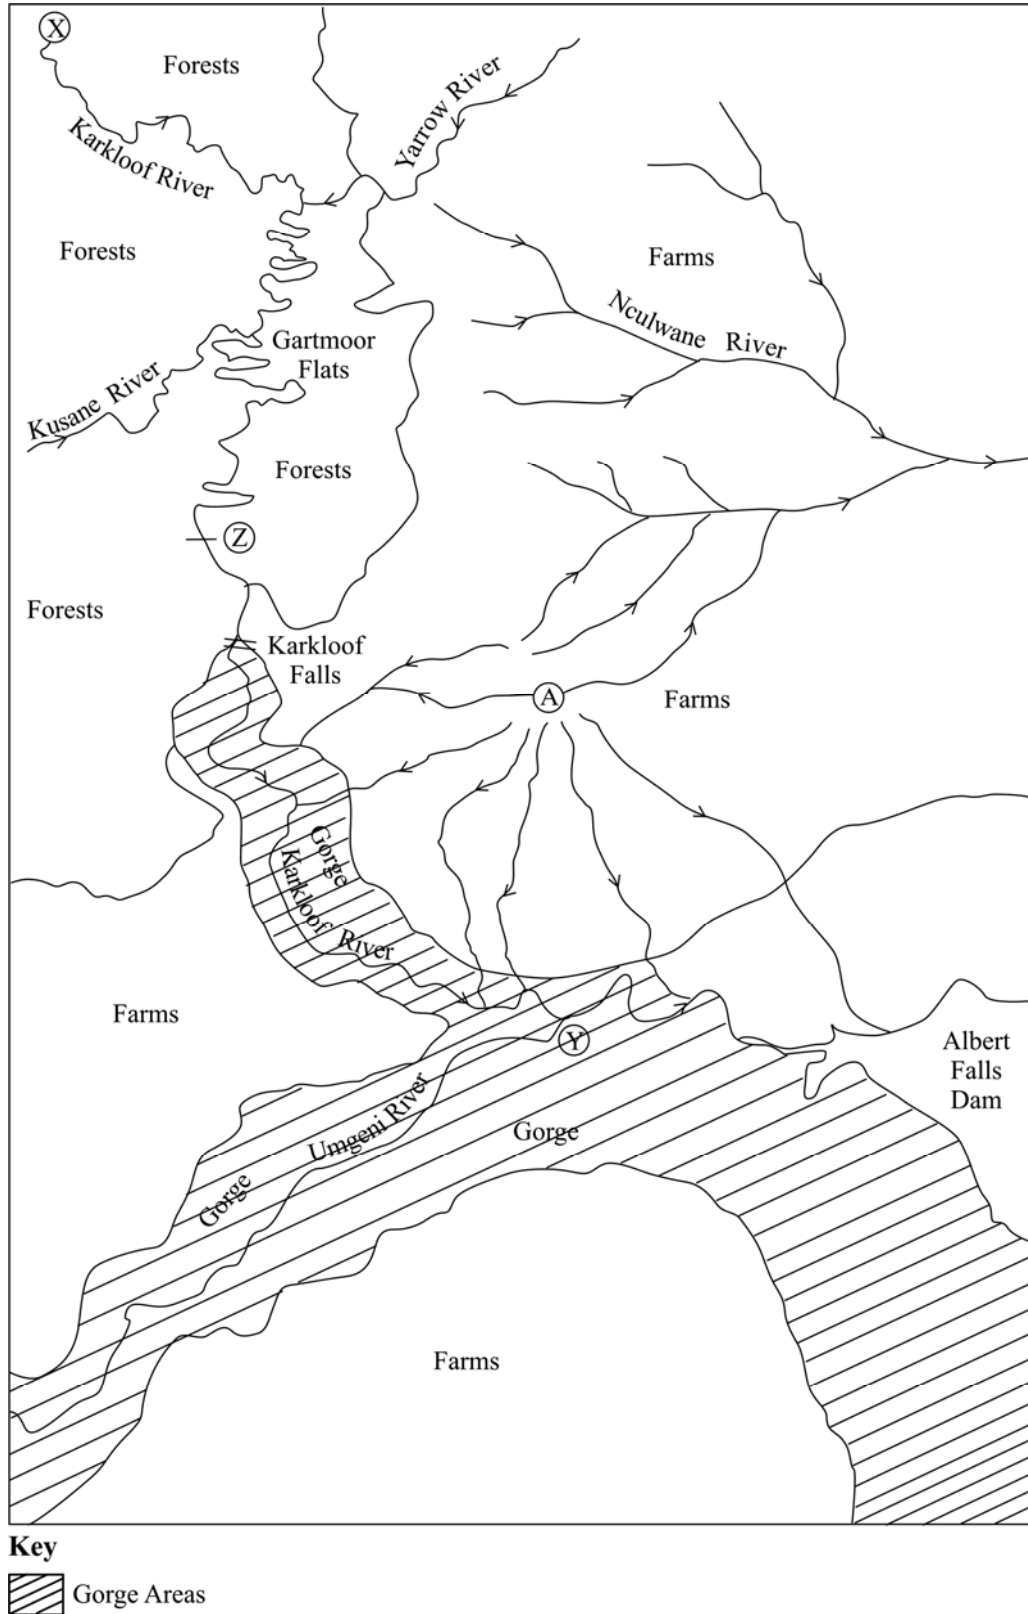 X
Forests
Yarrow River
Karkloof River
Forests
Farms
Nculwane River
Gartmoor
Flats
Kusane River
Forests
Z
Forests
Karkloof
Falls
A
Farms
Gorge
Karkloof River
Farms
Y
Albert
Falls
Dam
Umgeni River
Gorge
Gorge
Farms
Key
Gorge Areas